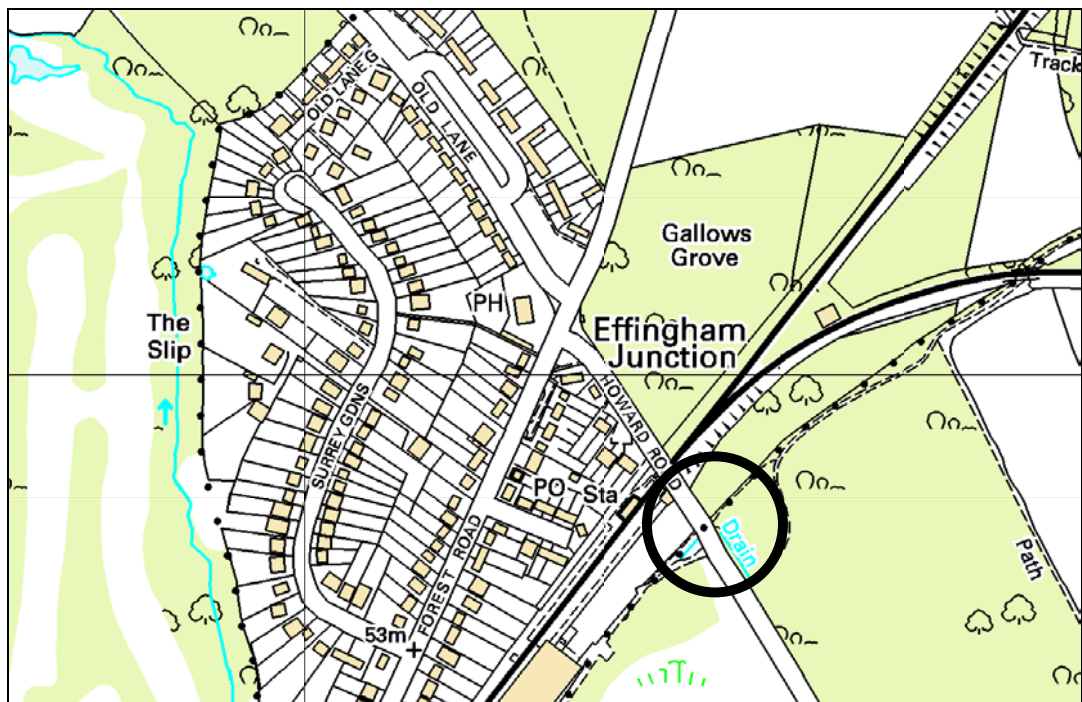 OLD LANE G
OLD LANE
Track
Gallows
Grove
PH
The
Slip
Effingham
Junction
HOWARD ROAD
SURREY GDNS
PO
Sta
Drain
FOREST ROAD
Path
53m